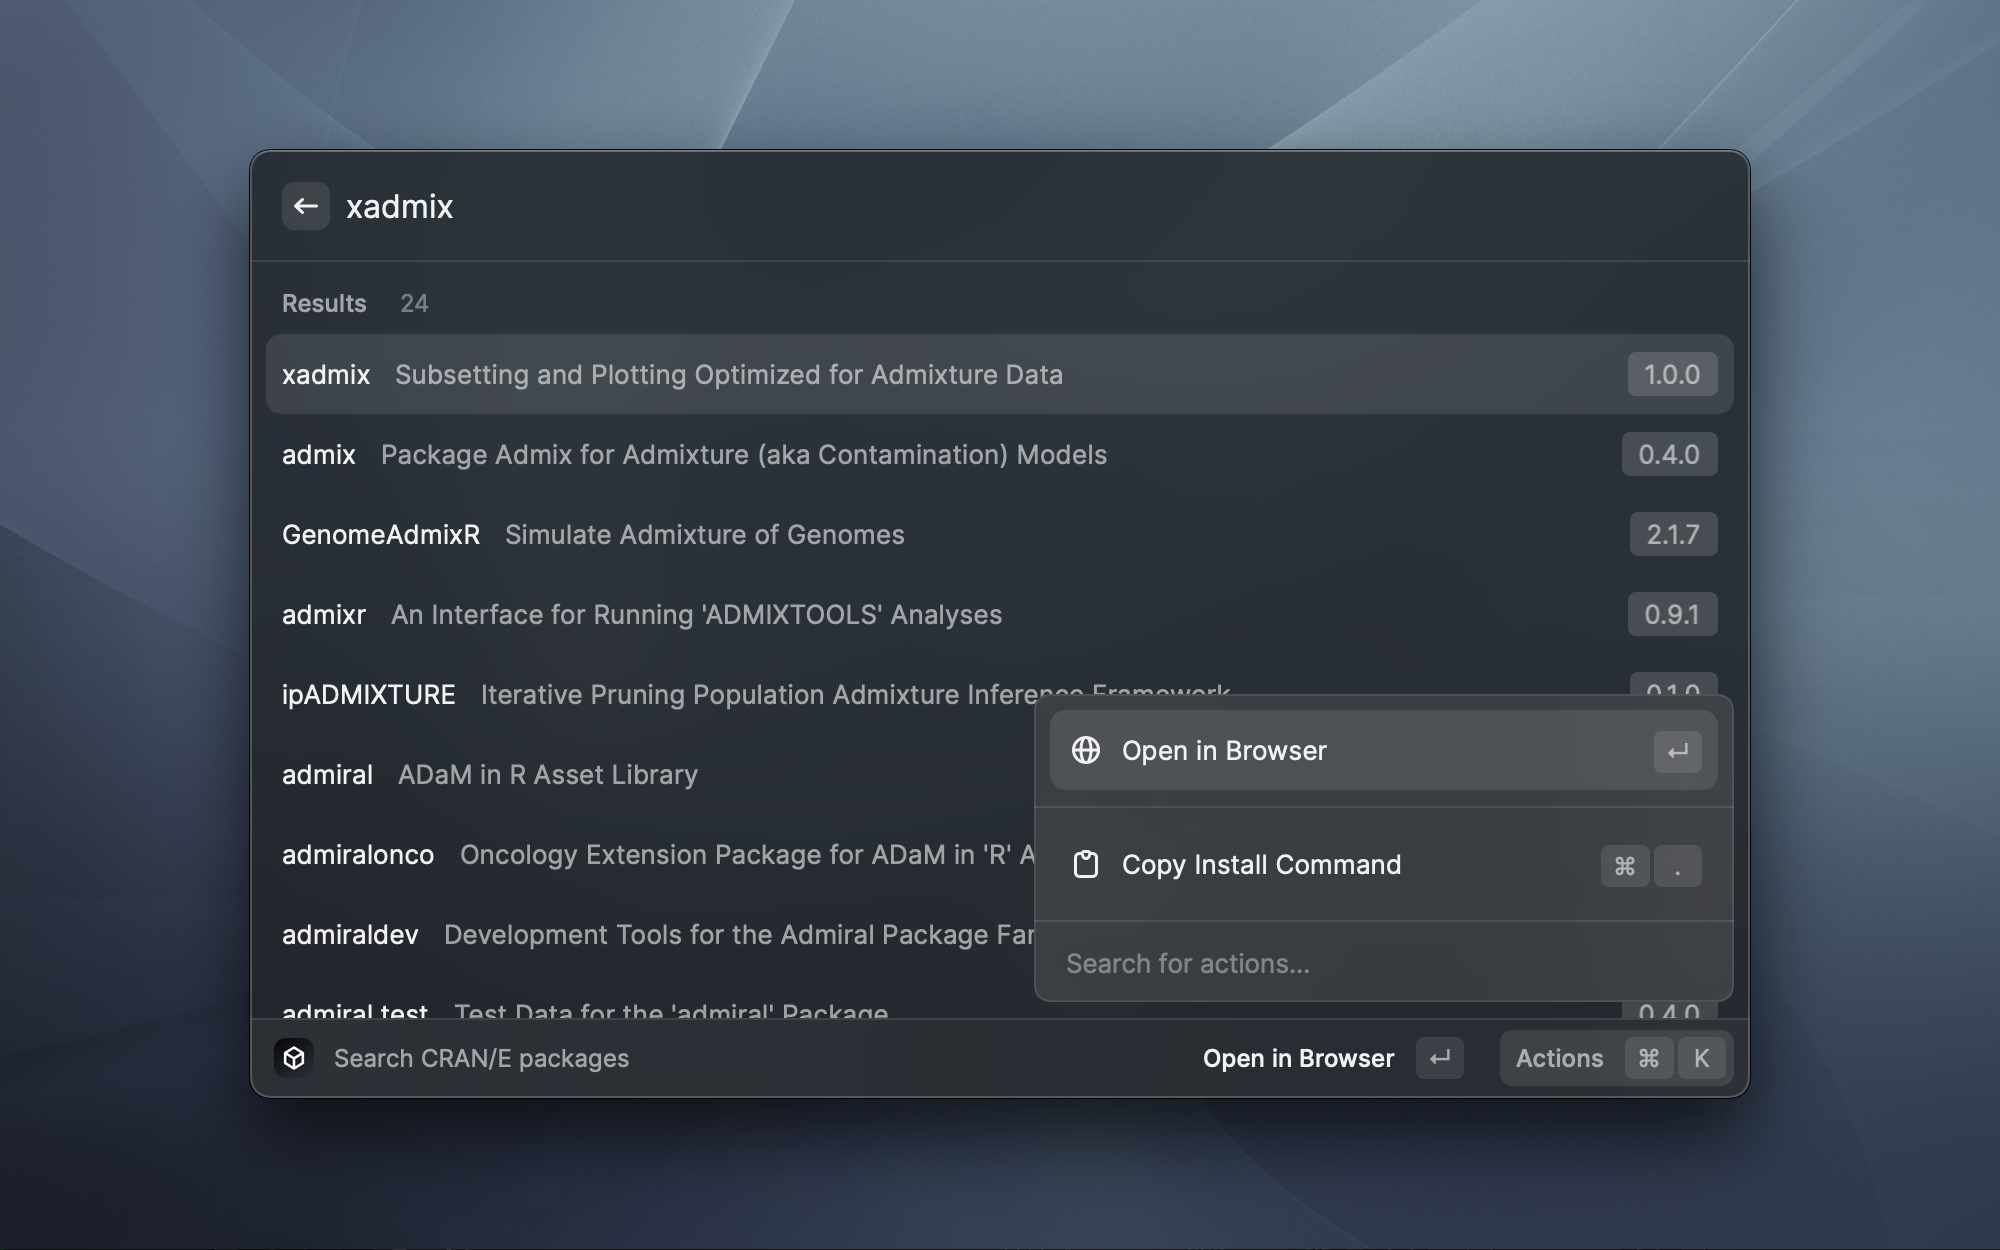 xadmix
Results 24
xadmix Subsetting and Plotting Optimized for Admixture Data 1.0.0
admix Package Admix for Admixture (aka Contamination) Models 0.4.0
GenomeAdmixR Simulate Admixture of Genomes 2.1.7
admixr An Interface for Running 'ADMIXTOOLS' Analyses 0.9.1
ipADMIXTURE Iterative Pruning Population Admixture Inference Framework 0.1.0
admiral ADaM in R Asset Library
admiralonco Oncology Extension Package for ADaM in 'R' A
admiraldev Development Tools for the Admiral Package Fa
admiral.test Test Data for the 'admiral' Package 0.4.0
Open in Browser ↵
Copy Install Command ⌘ .
Search for actions...
Search CRAN/E packages Open in Browser ↵ Actions ⌘ K